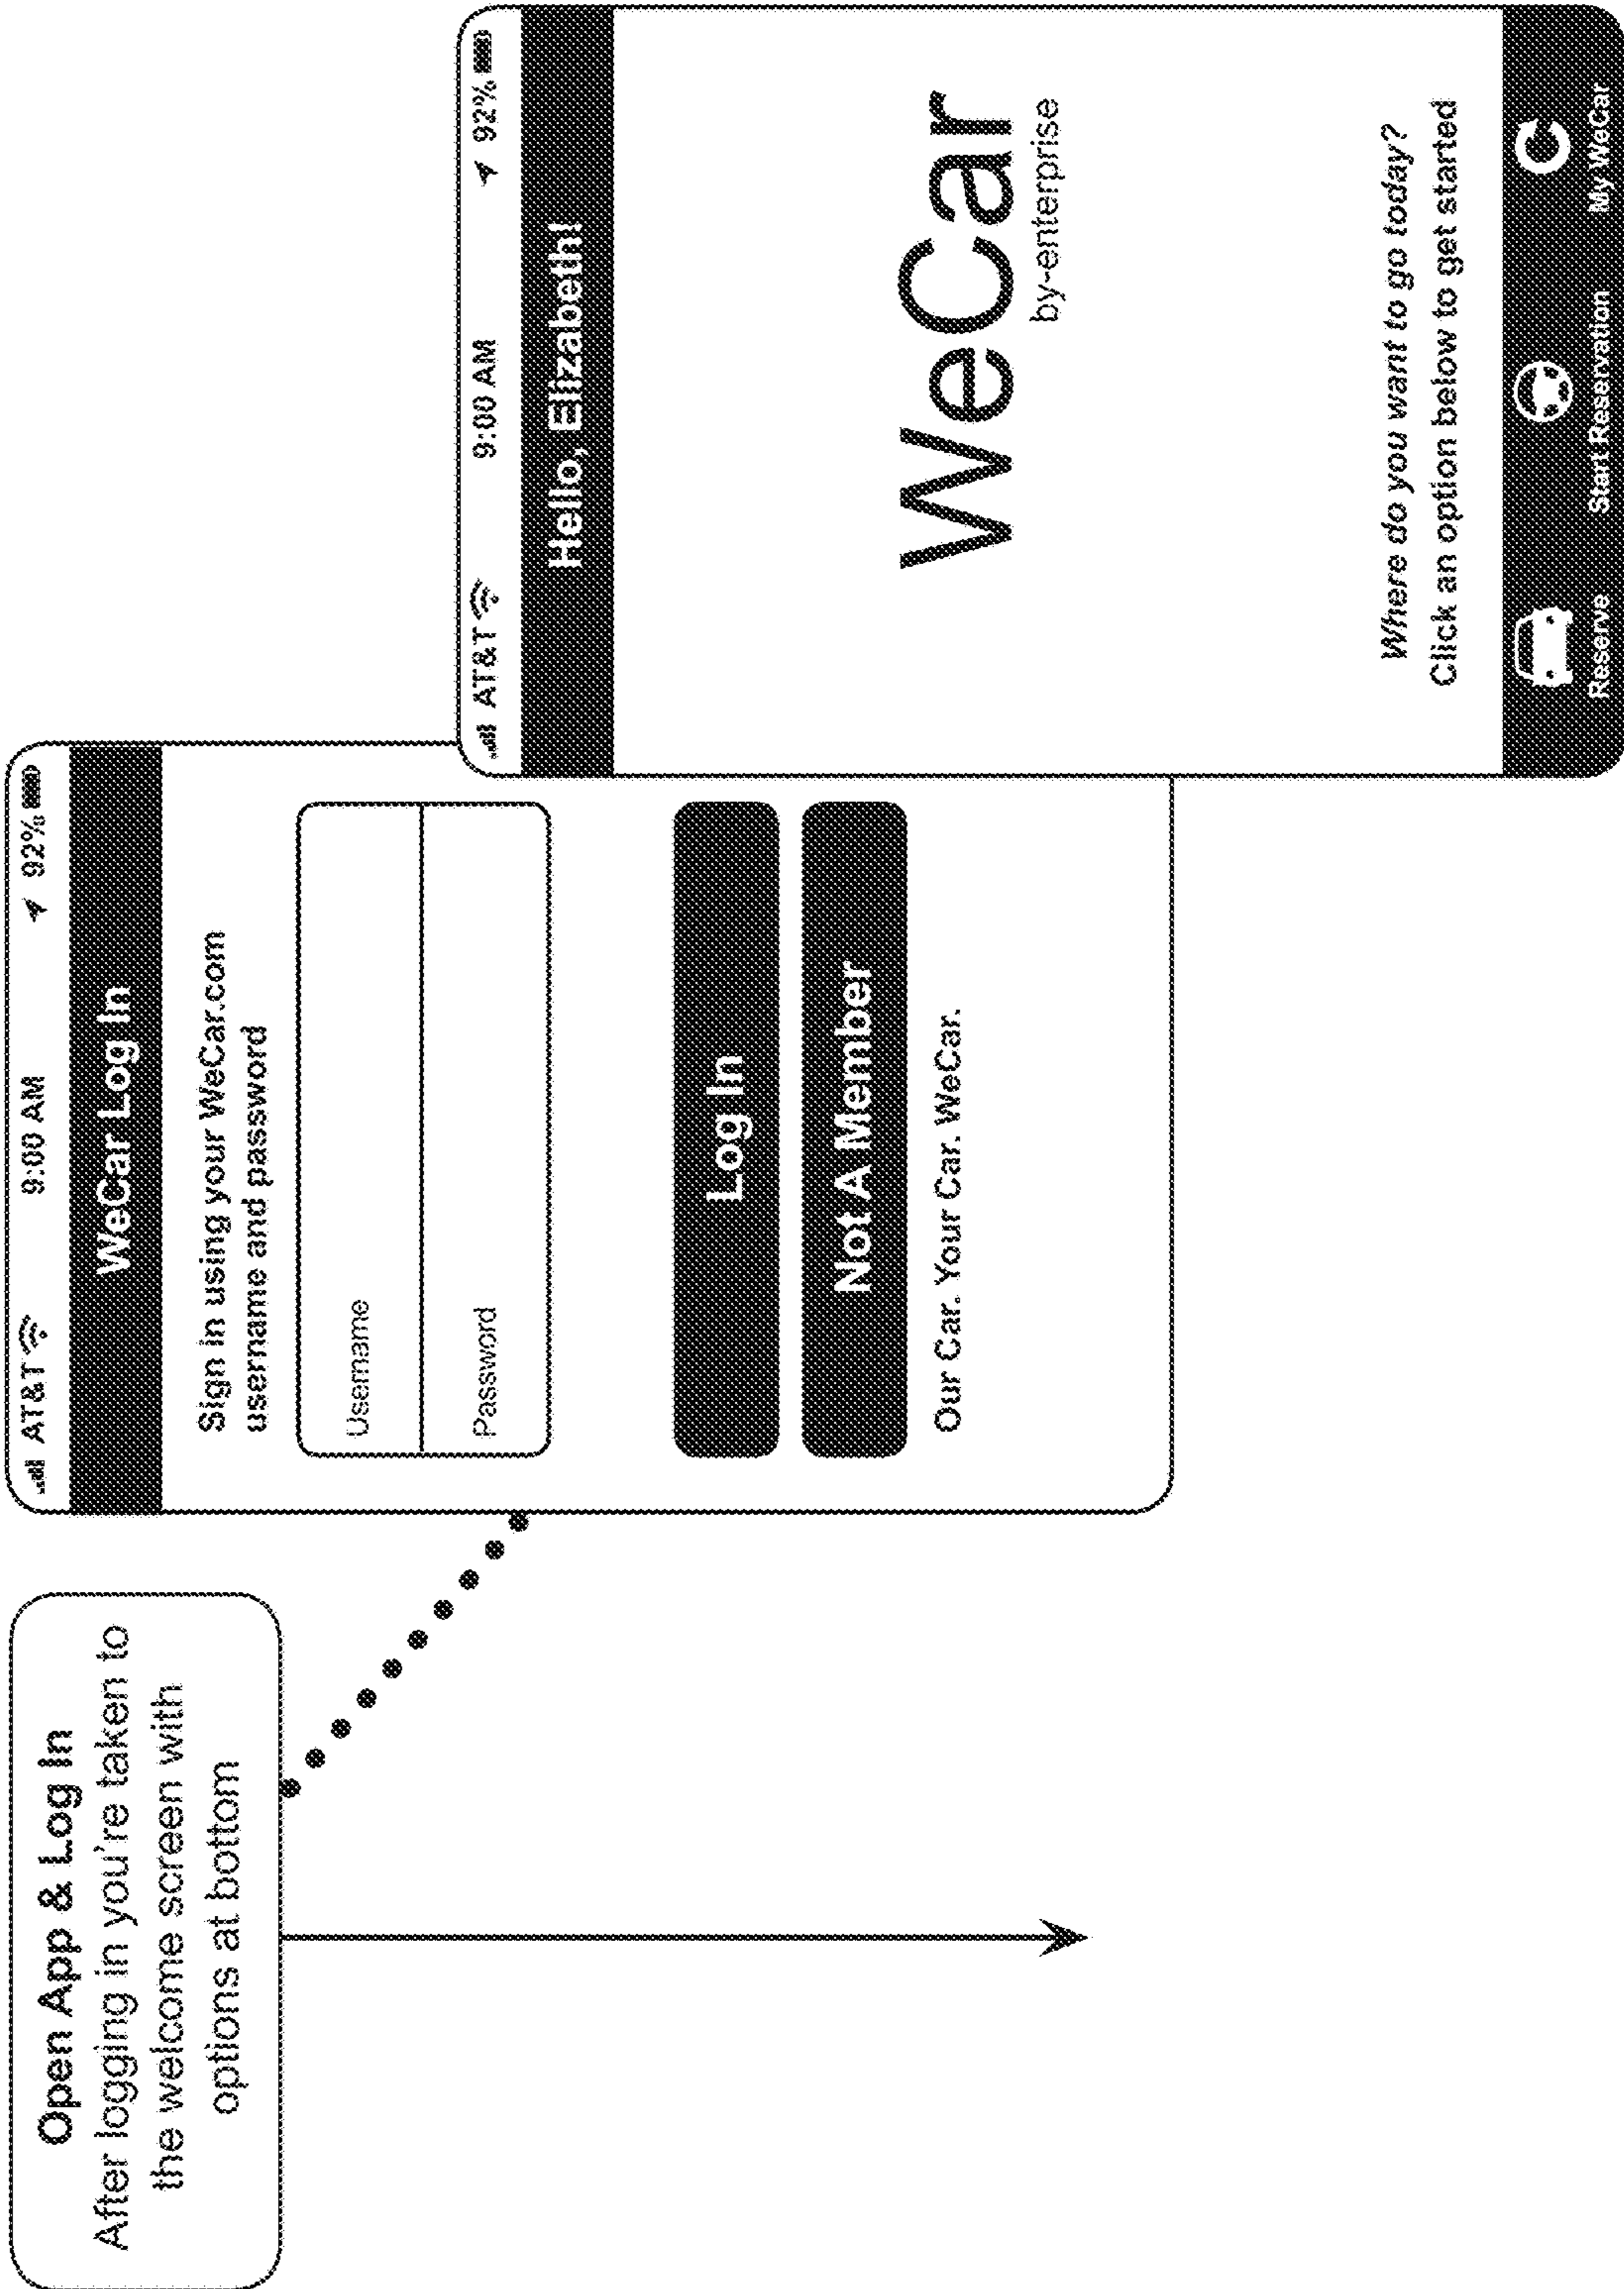 Open App & Log In
After logging in you're taken to
the welcome screen with
options at bottom
AT&T 9:00 AM 92%
WeCar Log In
Sign in using your WeCar.com
username and password
Username
Password
Log In
Not A Member
Our Car. Your Car. WeCar.
AT&T 9:00 AM 92%
Hello, Elizabeth!
WeCar
by-enterprise
Where do you want to go today?
Click an option below to get started
Reserve Start Reservation My WeCar